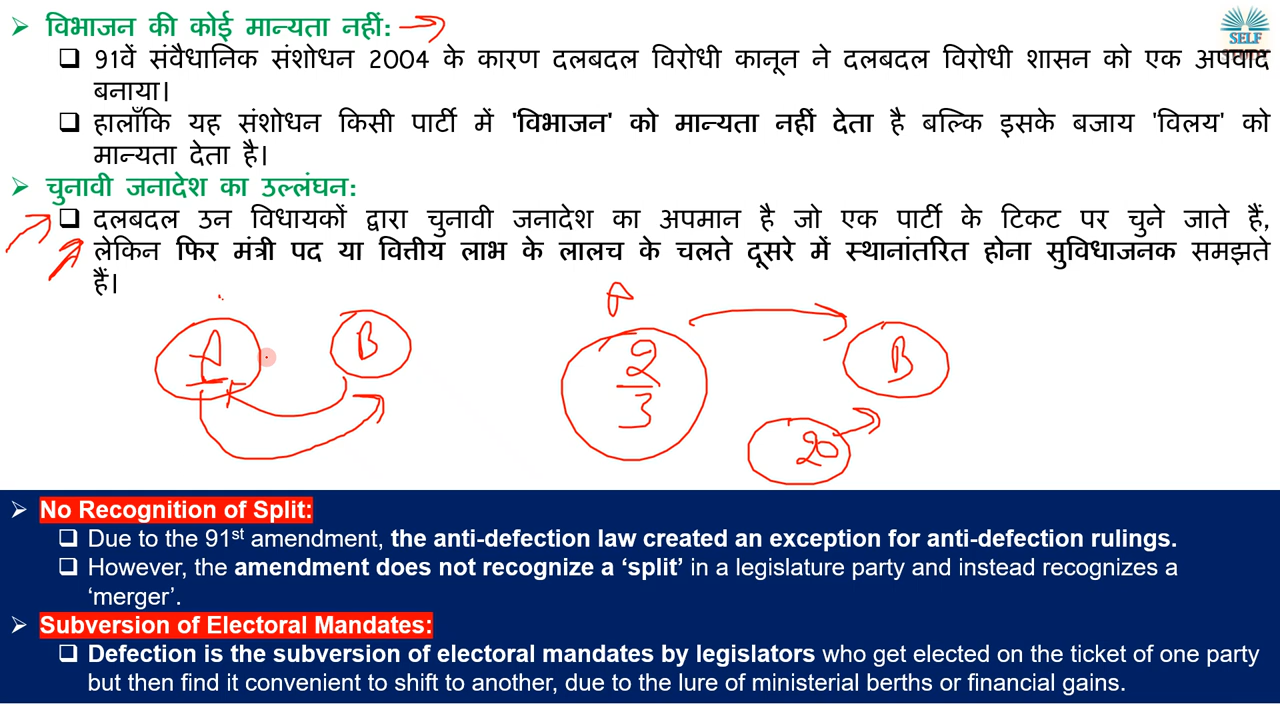 ➢ विभाजन की कोई मान्यता नहीं:
SELF
❑ 91वें संवैधानिक संशोधन 2004 के कारण दलबदल विरोधी कानून ने दलबदल विरोधी शासन को एक अपवाद
बनाया।
❑ हालाँकि यह संशोधन किसी पार्टी में 'विभाजन' को मान्यता नहीं देता है बल्कि इसके बजाय 'विलय' को
मान्यता देता है।
➢ चुनावी जनादेश का उल्लंघन:
❑ दलबदल उन विधायकों द्वारा चुनावी जनादेश का अपमान है जो एक पार्टी के टिकट पर चुने जाते हैं,
लेकिन फिर मंत्री पद या वित्तीय लाभ के लालच के चलते दूसरे में स्थानांतरित होना सुविधाजनक समझते
हैं।
A
A B 2 B
3
20
➢ No Recognition of Split:
❑ Due to the 91st amendment, the anti-defection law created an exception for anti-defection rulings.
❑ However, the amendment does not recognize a ‘split’ in a legislature party and instead recognizes a
‘merger’.
➢ Subversion of Electoral Mandates:
❑ Defection is the subversion of electoral mandates by legislators who get elected on the ticket of one party
but then find it convenient to shift to another, due to the lure of ministerial berths or financial gains.